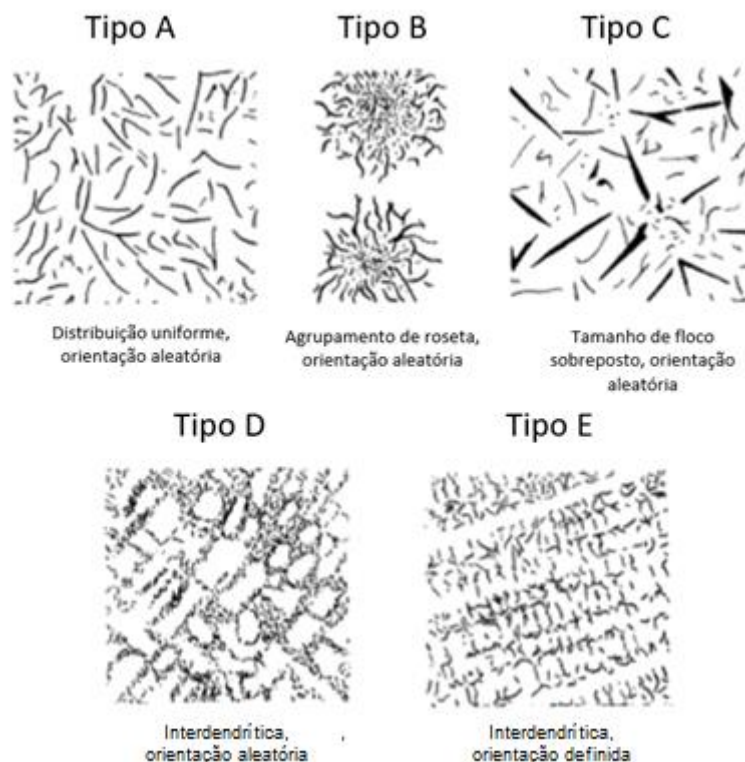 Tipo A
Tipo B
Tipo C
Distribuição uniforme,
orientação aleatória
Agrupamento de roseta,
orientação aleatória
Tamanho de floco
sobreposto, orientação
aleatória
Tipo D
Tipo E
Interdendrítica,
orientação aleatória
Interdendrítica,
orientação definida